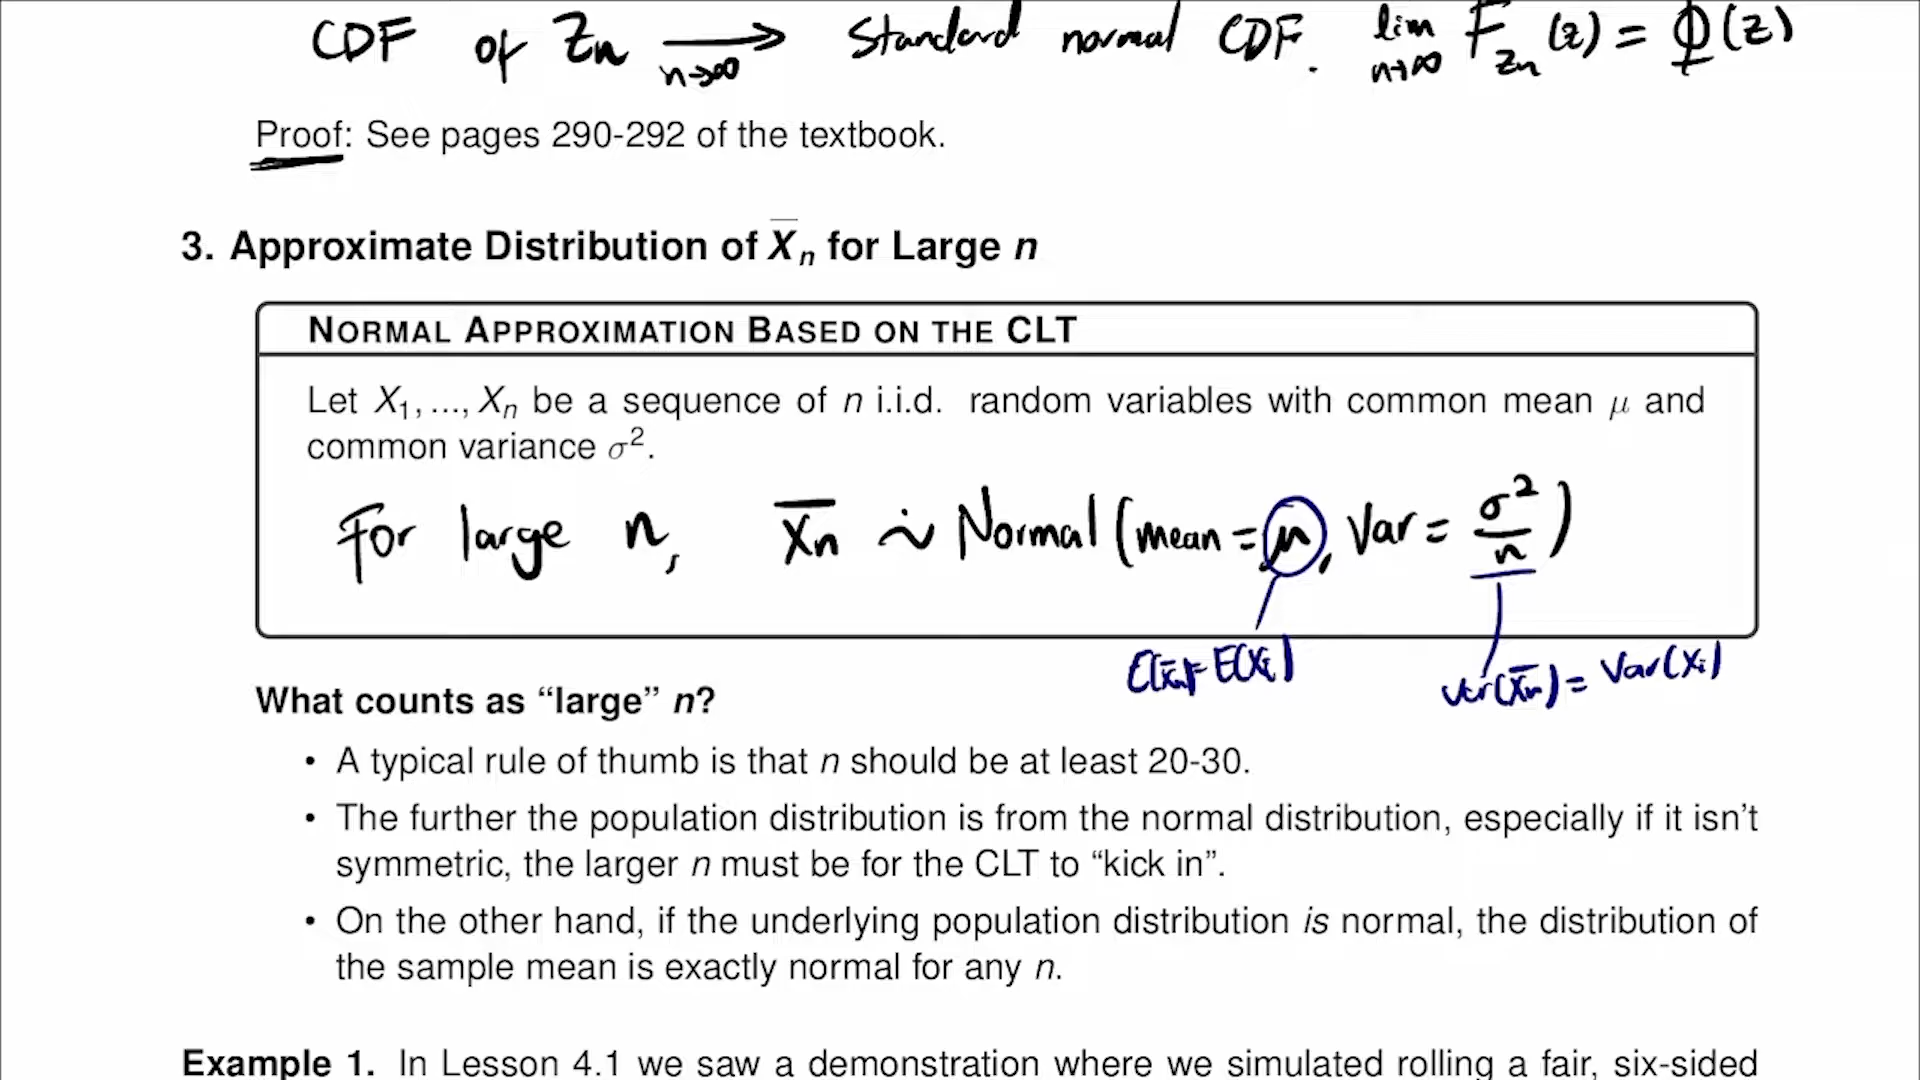 CDF of Zn ⟶ n→∞ Standard normal CDF. lim n→∞ F_Zn (z) = Φ(z)
Proof: See pages 290-292 of the textbook.
3. Approximate Distribution of X̄n for Large n
NORMAL APPROXIMATION BASED ON THE CLT
Let X₁, ..., Xn be a sequence of n i.i.d. random variables with common mean μ and
common variance σ².
For large n, X̄n ∼̇ Normal (mean = μ, Var = σ²/n)
E(X̄n) = E(Xi)
Var(X̄n) = Var(Xi)
What counts as “large” n?
• A typical rule of thumb is that n should be at least 20-30.
• The further the population distribution is from the normal distribution, especially if it isn’t
symmetric, the larger n must be for the CLT to “kick in”.
• On the other hand, if the underlying population distribution is normal, the distribution of
the sample mean is exactly normal for any n.
Example 1. In Lesson 4.1 we saw a demonstration where we simulated rolling a fair, six-sided